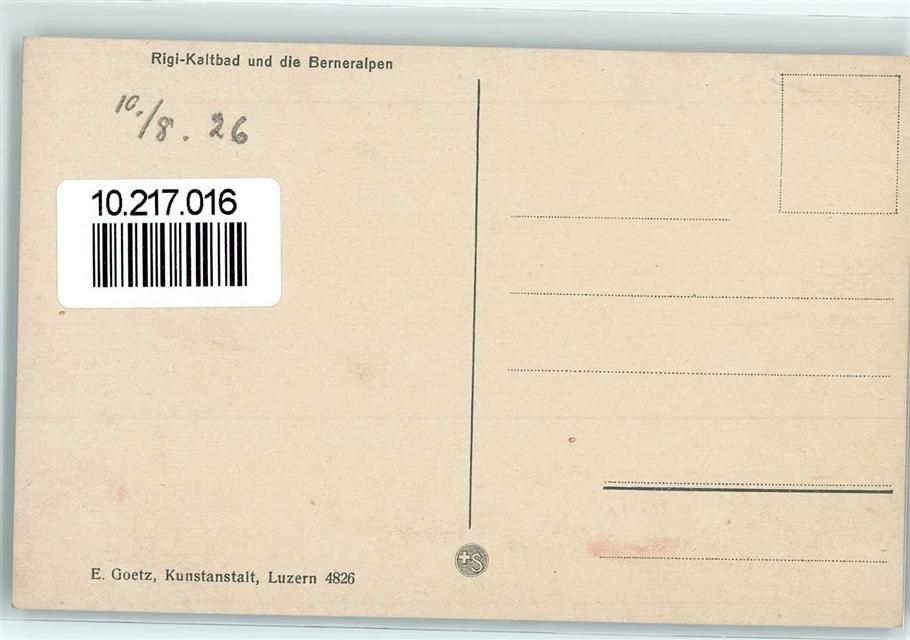 Rigi-Kaltbad und die Berneralpen
10./8. 26
10.217.016
+S
E. Goetz, Kunstanstalt, Luzern 4826